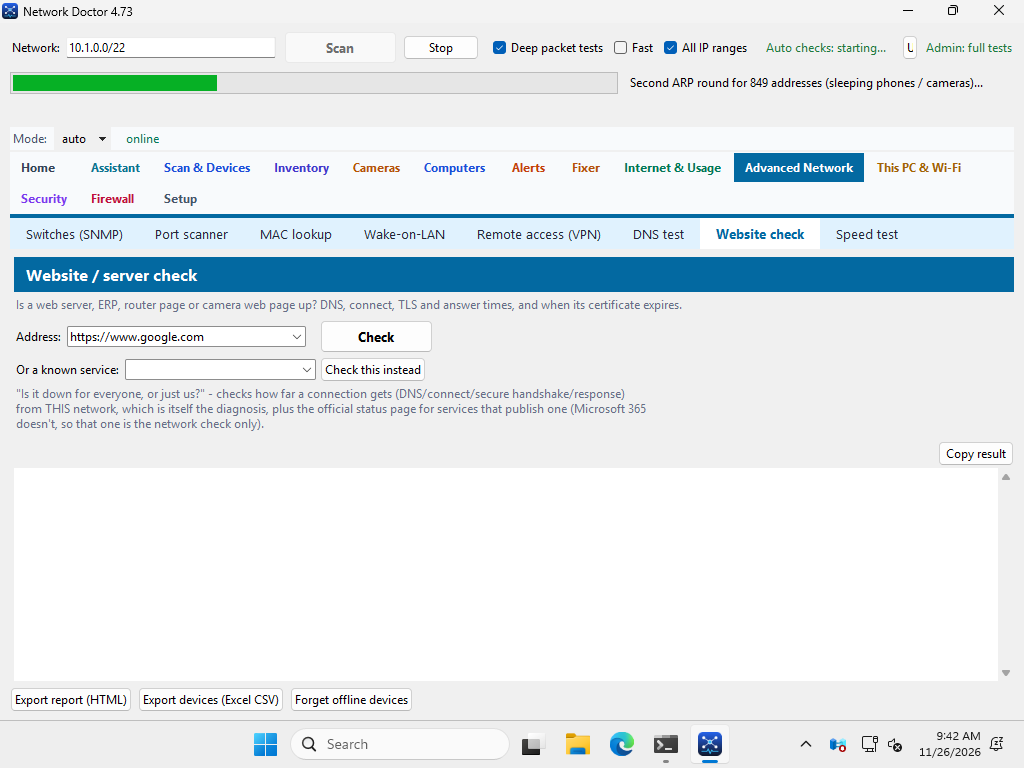 Network Doctor 4.73
Network: 10.1.0.0/22 Scan Stop Deep packet tests Fast All IP ranges Auto checks: starting... Admin: full tests
Second ARP round for 849 addresses (sleeping phones / cameras)...
Mode: auto online
Home Assistant Scan & Devices Inventory Cameras Computers Alerts Fixer Internet & Usage Advanced Network This PC & Wi-Fi
Security Firewall Setup
Switches (SNMP) Port scanner MAC lookup Wake-on-LAN Remote access (VPN) DNS test Website check Speed test
Website / server check
Is a web server, ERP, router page or camera web page up? DNS, connect, TLS and answer times, and when its certificate expires.
Address: https://www.google.com Check
Or a known service: Check this instead
"Is it down for everyone, or just us?" - checks how far a connection gets (DNS/connect/secure handshake/response)
from THIS network, which is itself the diagnosis, plus the official status page for services that publish one (Microsoft 365
doesn't, so that one is the network check only).
Copy result
Export report (HTML) Export devices (Excel CSV) Forget offline devices
Search
9:42 AM
11/26/2026